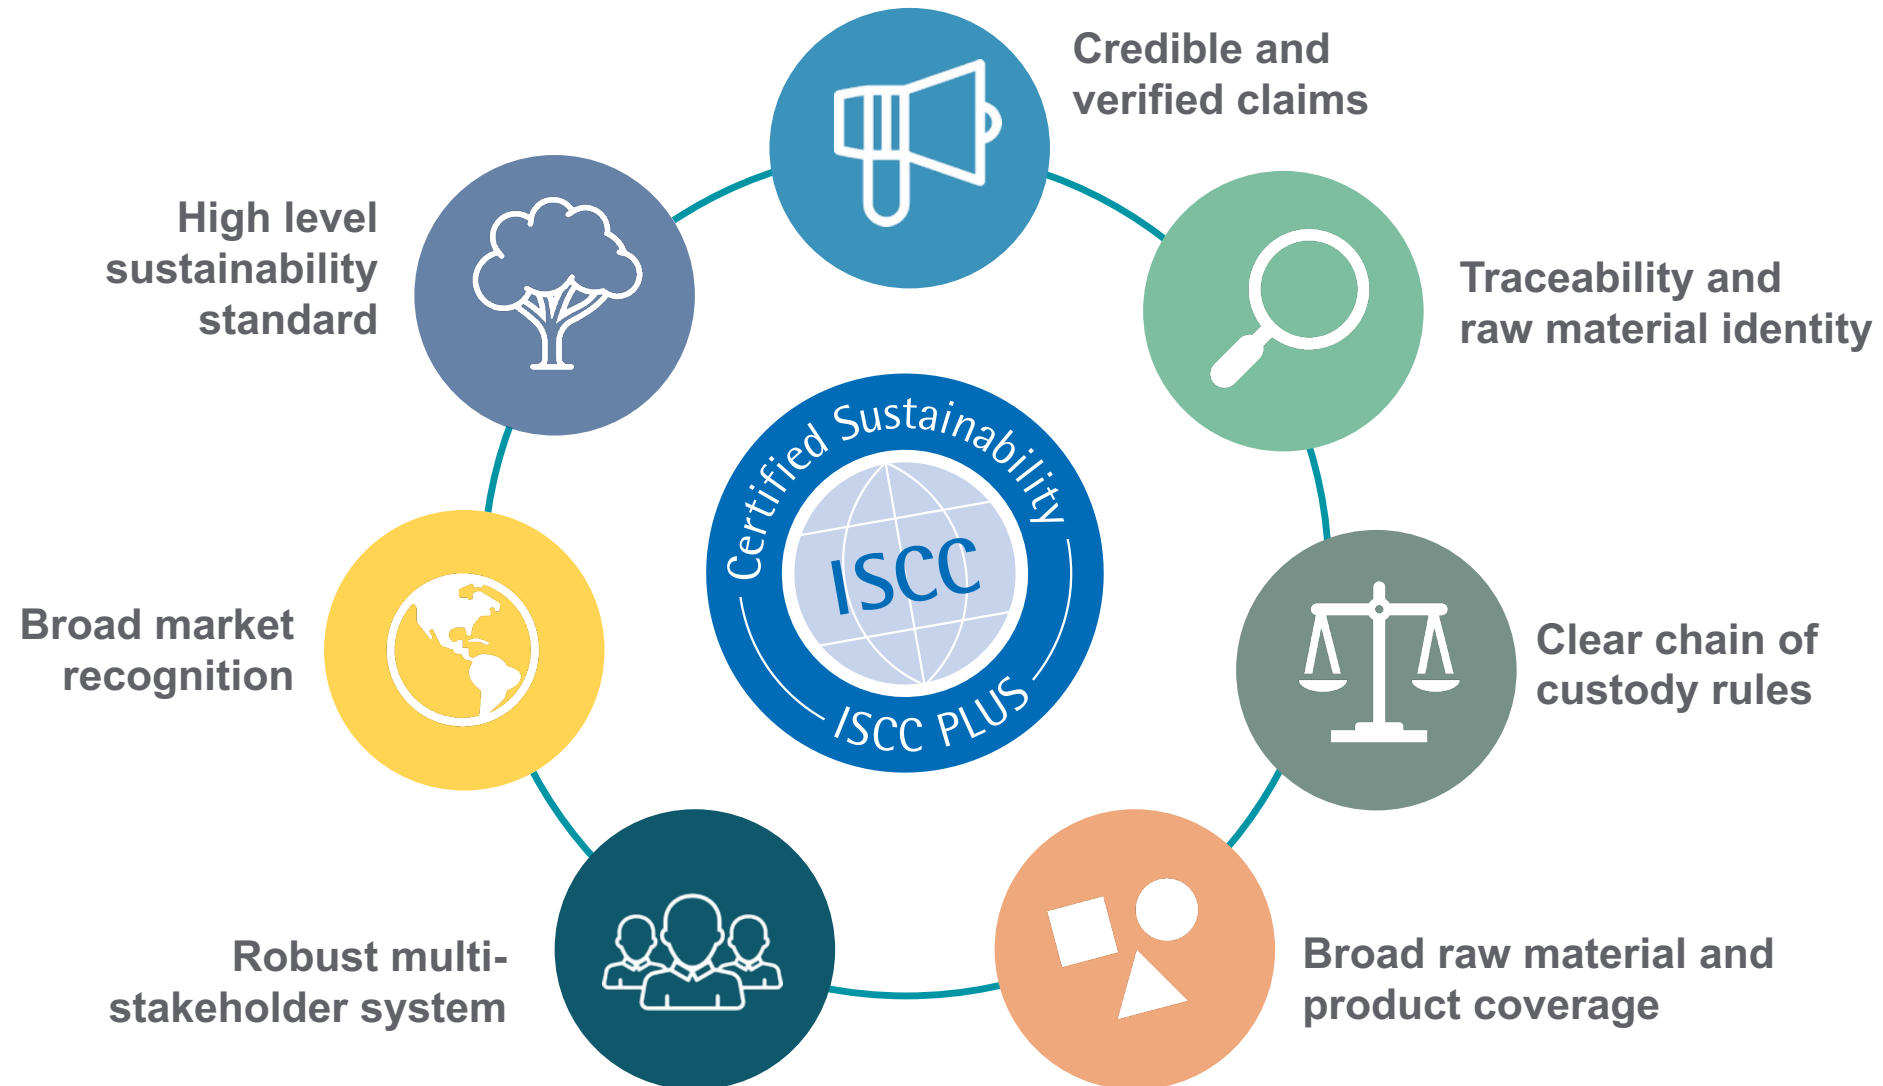 Credible and
verified claims
High level
sustainability
standard
Traceability and
raw material identity
Certified Sustainability
ISCC
ISCC PLUS
Broad market
recognition
Clear chain of
custody rules
Robust multi-
stakeholder system
Broad raw material and
product coverage